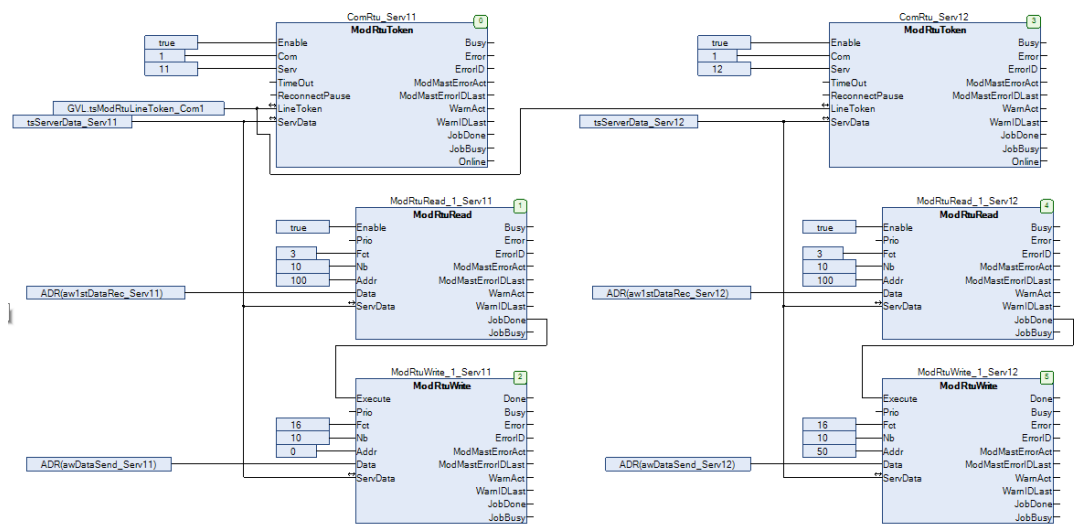 ComRtu_Serv11
0
ModRtuToken
true
Enable
Busy
1
Com
Error
11
Serv
ErrorID
TimeOut
ModMastErrorAct
ReconnectPause
ModMastErrorIDLast
GVL.tsModRtuLineToken_Com1
LineToken
WarnAct
tsServerData_Serv11
ServData
WarnIDLast
JobDone
JobBusy
Online
ComRtu_Serv12
3
ModRtuToken
true
Enable
Busy
1
Com
Error
12
Serv
ErrorID
TimeOut
ModMastErrorAct
ReconnectPause
ModMastErrorIDLast
LineToken
WarnAct
tsServerData_Serv12
ServData
WarnIDLast
JobDone
JobBusy
Online
ModRtuRead_1_Serv11
1
ModRtuRead
true
Enable
Busy
Prio
Error
3
Fct
ErrorID
10
Nb
ModMastErrorAct
100
Addr
ModMastErrorIDLast
ADR(aw1stDataRec_Serv11)
Data
WarnAct
ServData
WarnIDLast
JobDone
JobBusy
ModRtuRead_1_Serv12
4
ModRtuRead
true
Enable
Busy
Prio
Error
3
Fct
ErrorID
10
Nb
ModMastErrorAct
100
Addr
ModMastErrorIDLast
ADR(aw1stDataRec_Serv12)
Data
WarnAct
ServData
WarnIDLast
JobDone
JobBusy
ModRtuWrite_1_Serv11
2
ModRtuWrite
Execute
Done
Prio
Busy
16
Fct
Error
10
Nb
ErrorID
0
Addr
ModMastErrorAct
ADR(awDataSend_Serv11)
Data
ModMastErrorIDLast
ServData
WarnAct
WarnIDLast
JobDone
JobBusy
ModRtuWrite_1_Serv12
5
ModRtuWrite
Execute
Done
Prio
Busy
16
Fct
Error
10
Nb
ErrorID
50
Addr
ModMastErrorAct
ADR(awDataSend_Serv12)
Data
ModMastErrorIDLast
ServData
WarnAct
WarnIDLast
JobDone
JobBusy